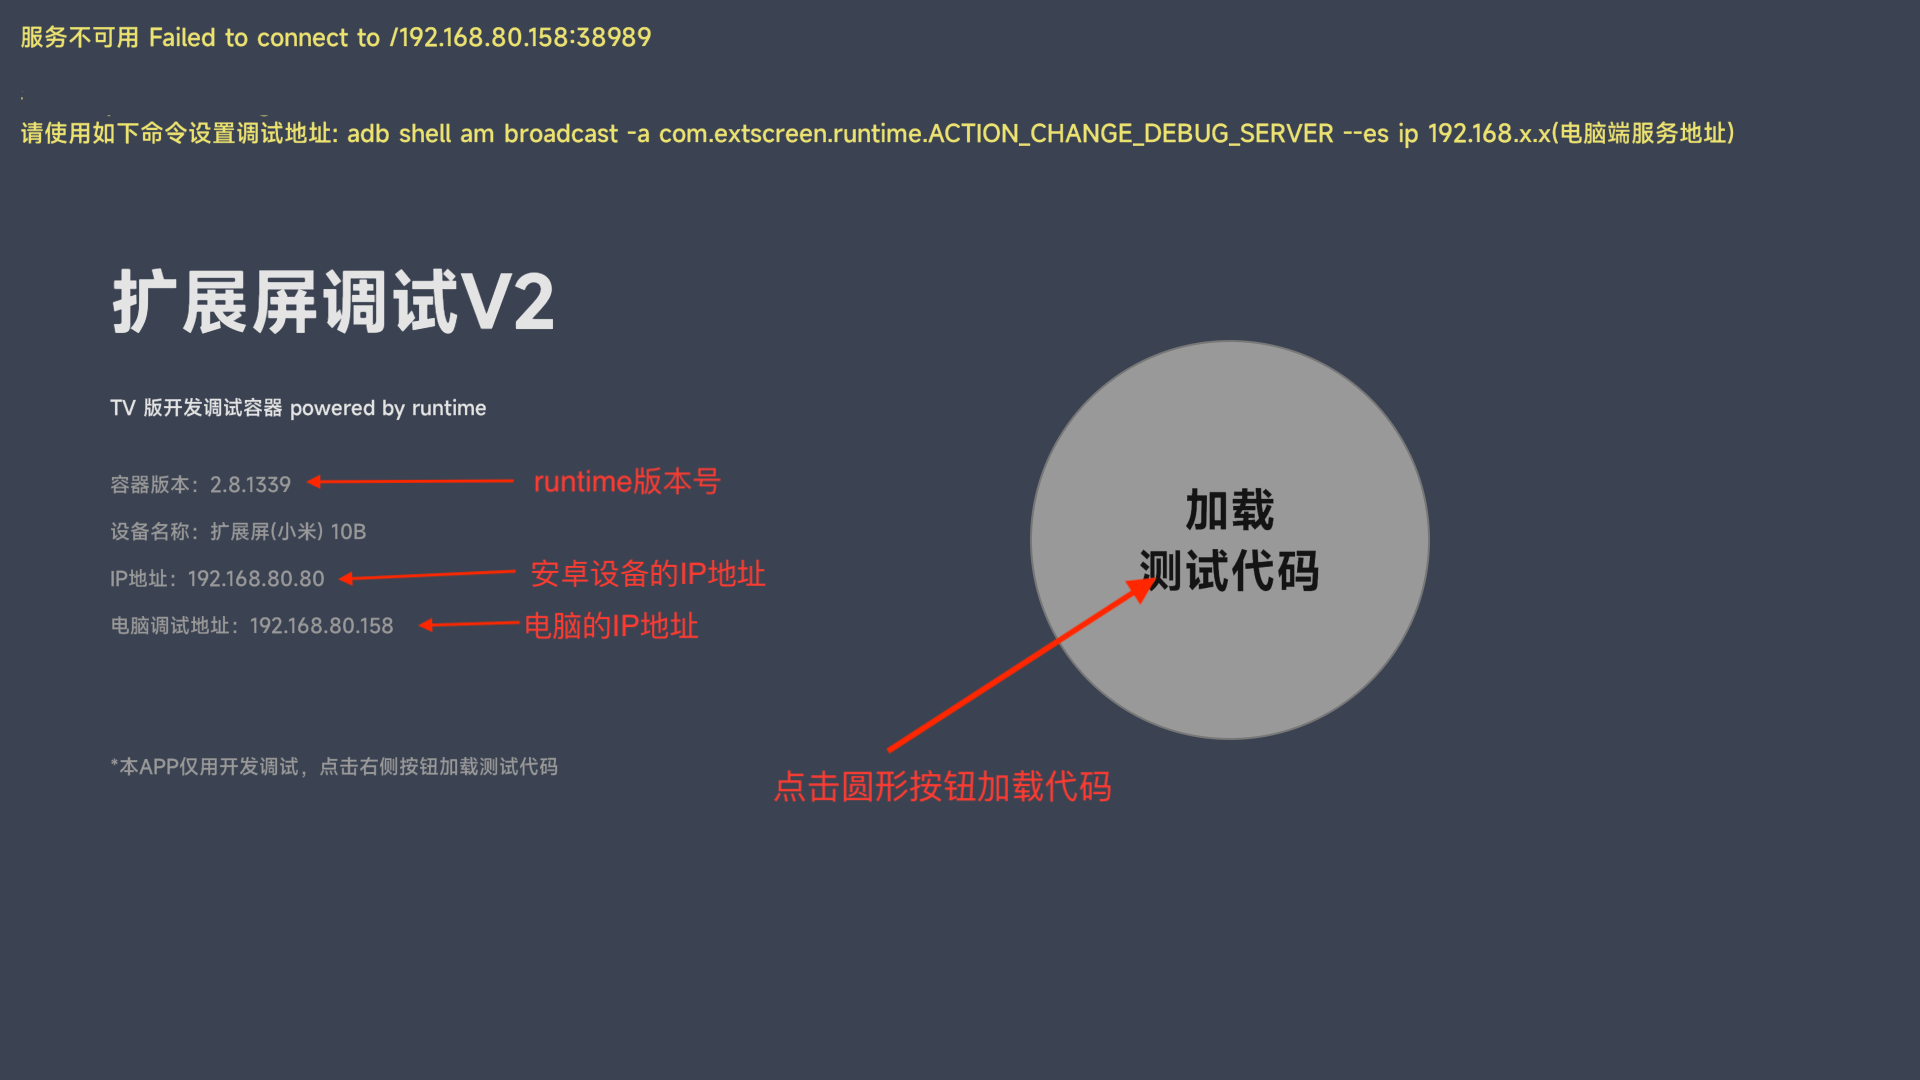 服务不可用 Failed to connect to /192.168.80.158:38989
请使用如下命令设置调试地址: adb shell am broadcast -a com.extscreen.runtime.ACTION_CHANGE_DEBUG_SERVER --es ip 192.168.x.x(电脑端服务地址)
扩展屏调试V2
TV 版开发调试容器 powered by runtime
容器版本：2.8.1339
runtime版本号
设备名称：扩展屏(小米) 10B
IP地址：192.168.80.80
安卓设备的IP地址
电脑调试地址：192.168.80.158
电脑的IP地址
加载
测试代码
*本APP仅用开发调试，点击右侧按钮加载测试代码
点击圆形按钮加载代码